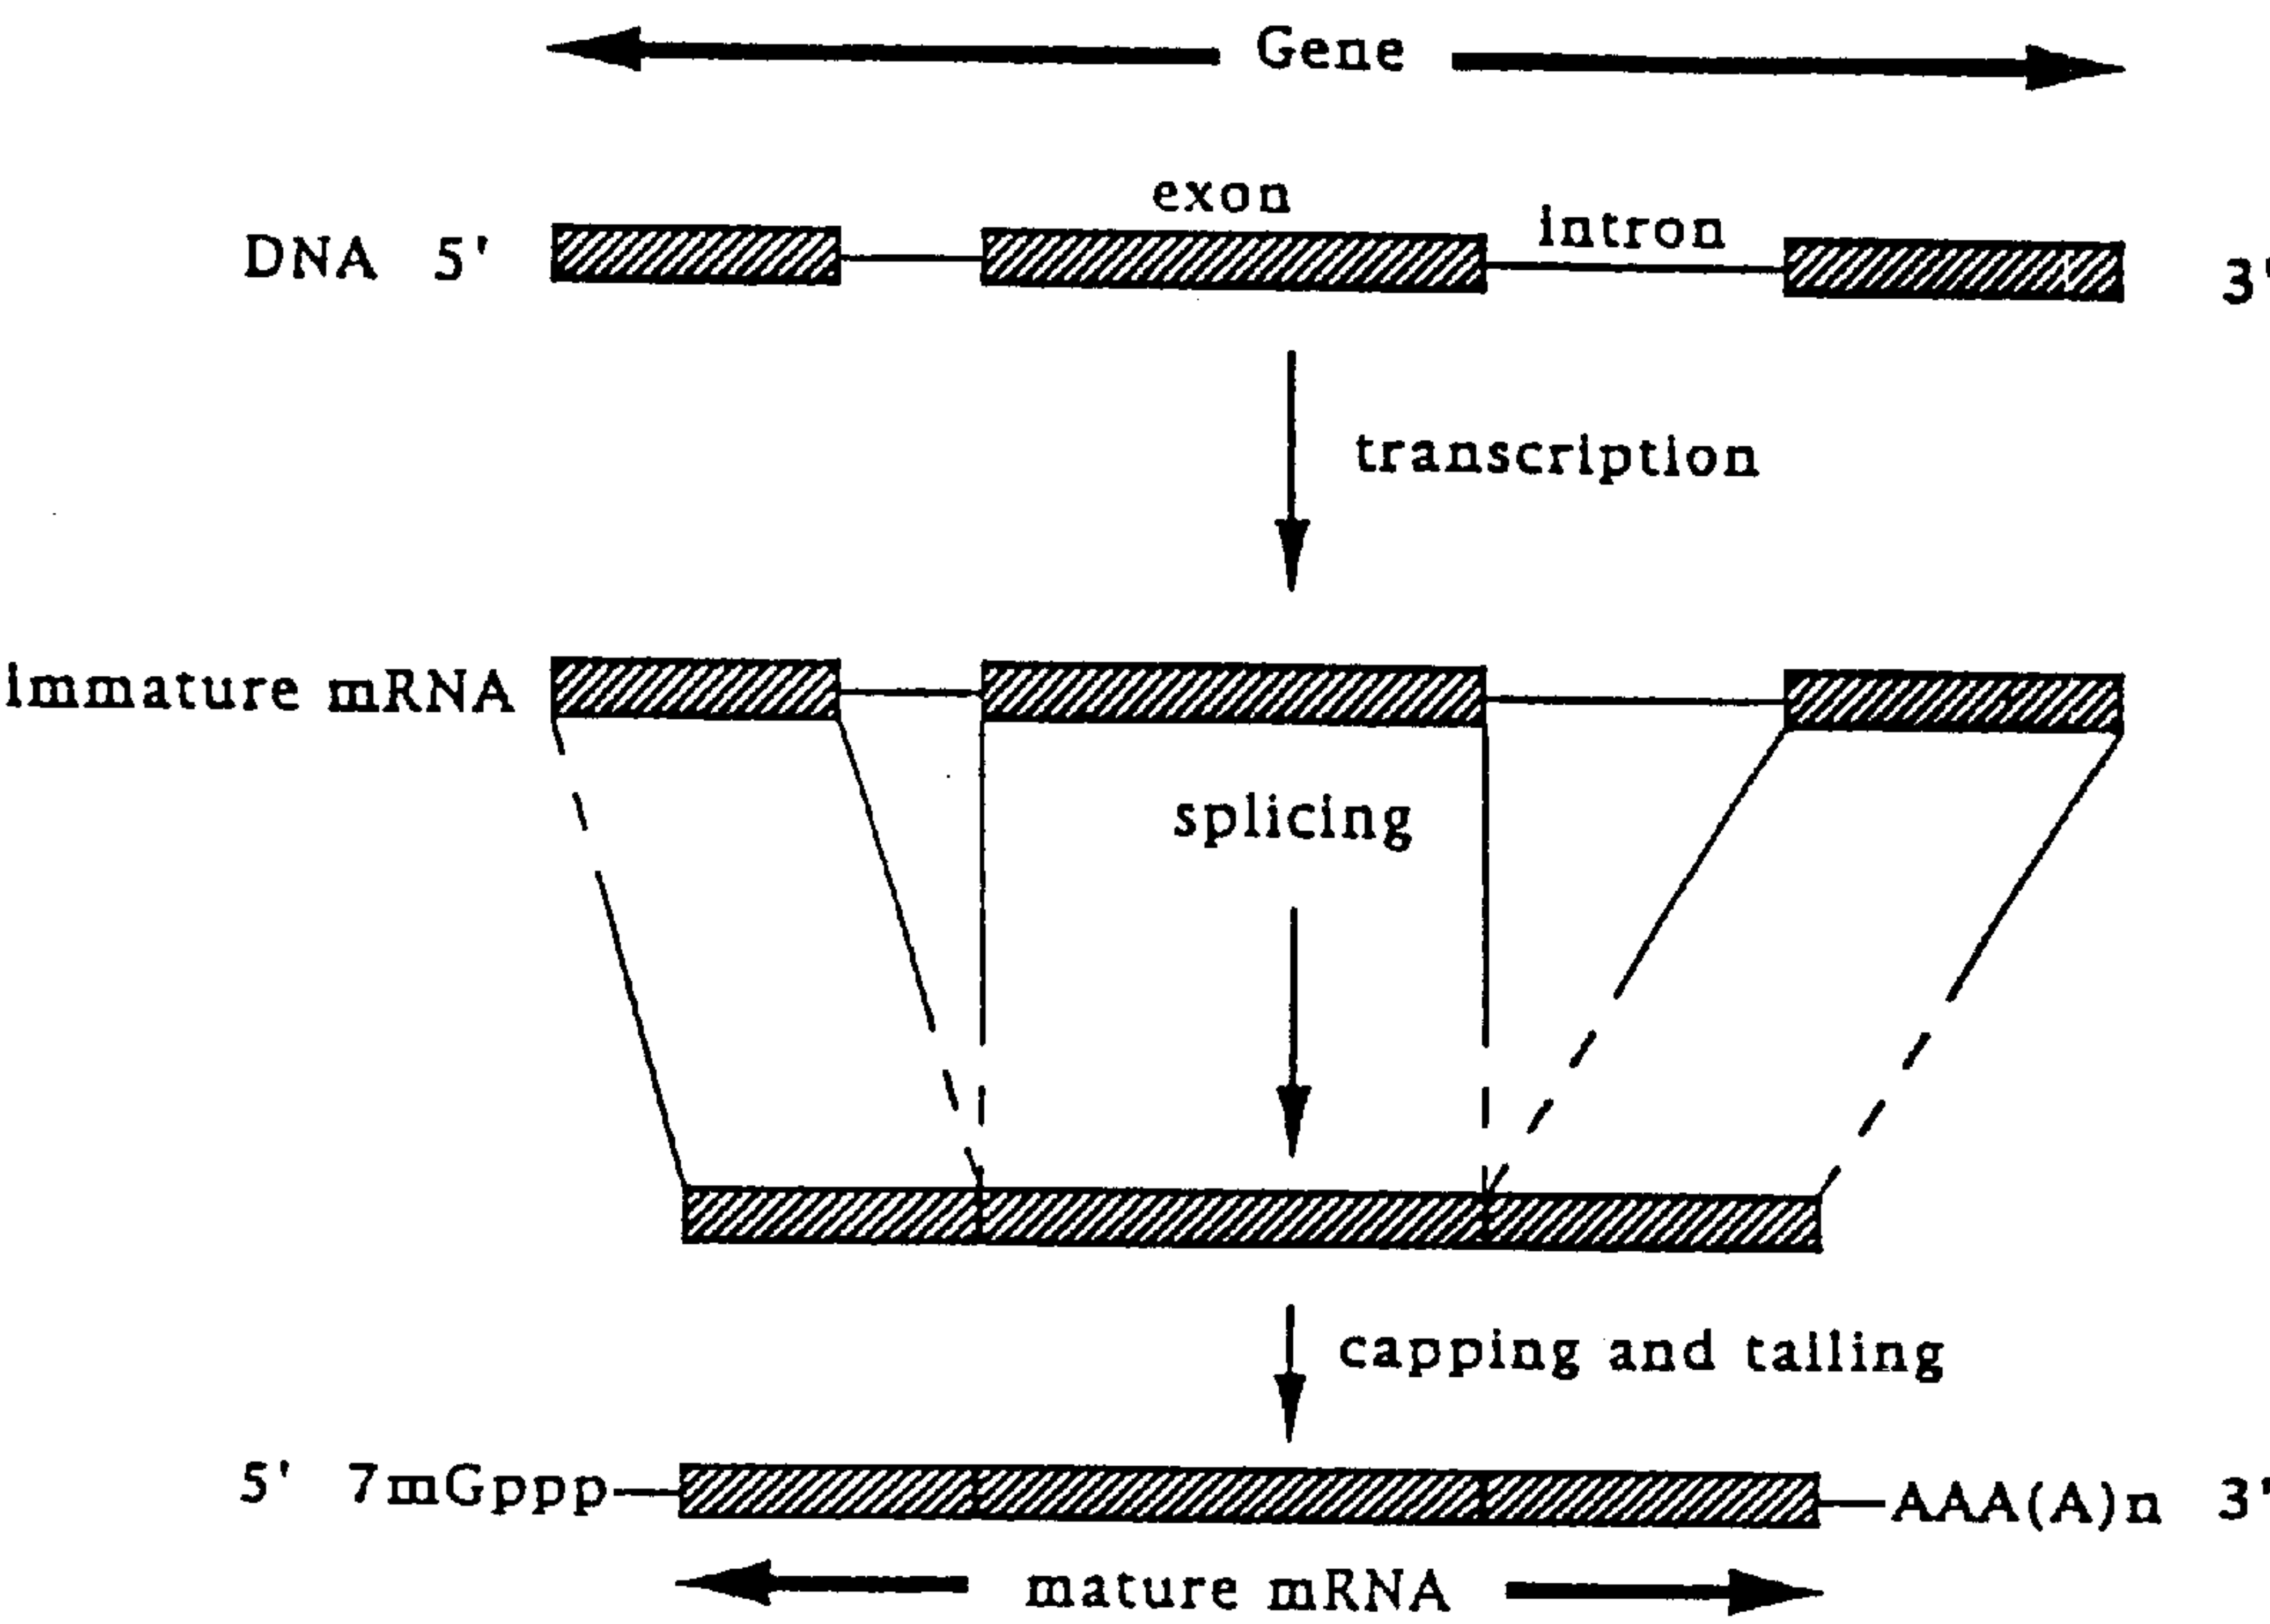 Gene
exon
intron
DNA 5' 3'
transcription
immature mRNA
splicing
capping and tailing
5' 7mGppp AAA(A)n 3'
mature mRNA